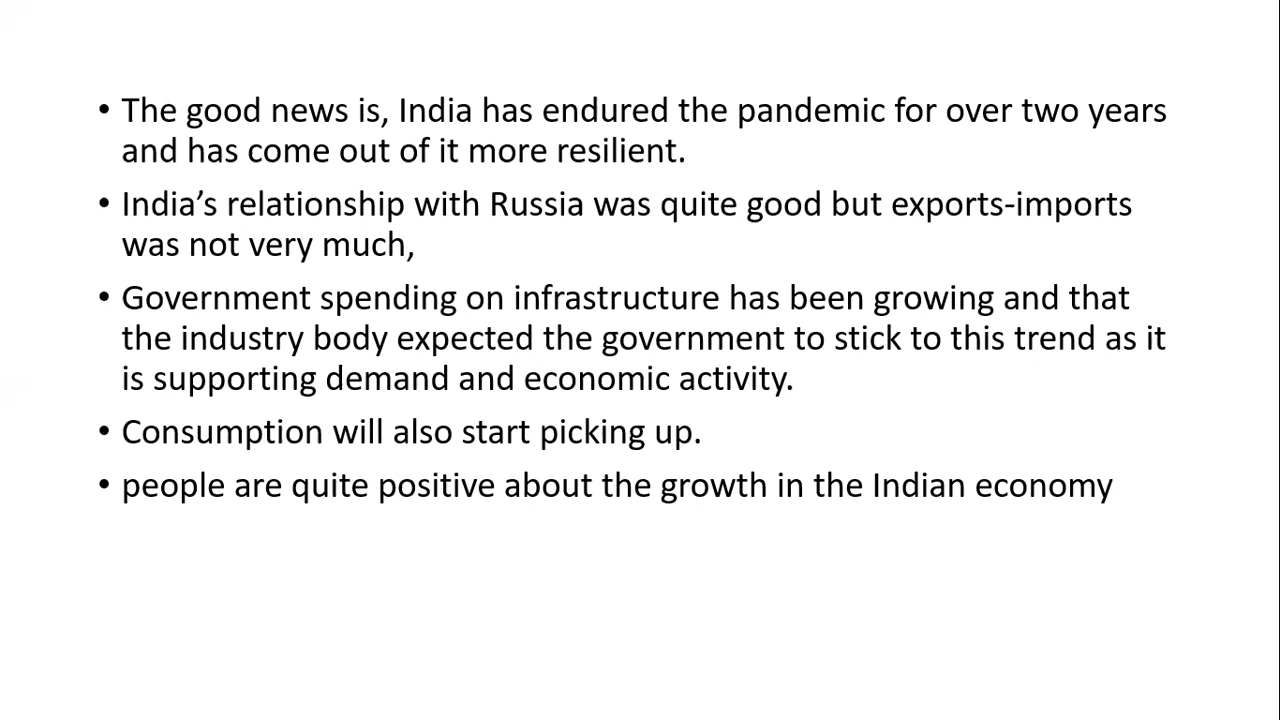 • The good news is, India has endured the pandemic for over two years
and has come out of it more resilient.
• India’s relationship with Russia was quite good but exports-imports
was not very much,
• Government spending on infrastructure has been growing and that
the industry body expected the government to stick to this trend as it
is supporting demand and economic activity.
• Consumption will also start picking up.
• people are quite positive about the growth in the Indian economy